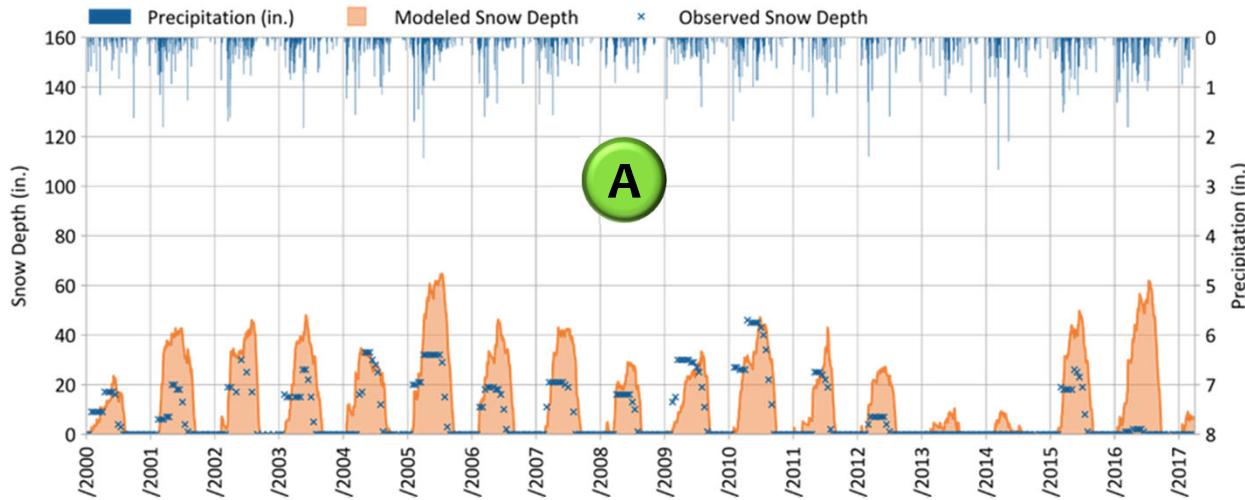 Precipitation (in.) Modeled Snow Depth Observed Snow Depth
160 0
140 1
120 2
A
100 3
80 4
60 5
40 6
20 7
0 8
Snow Depth (in.)
Precipitation (in.)
/2000 /2001 /2002 /2003 /2004 /2005 /2006 /2007 /2008 /2009 /2010 /2011 /2012 /2013 /2014 /2015 /2016 /2017